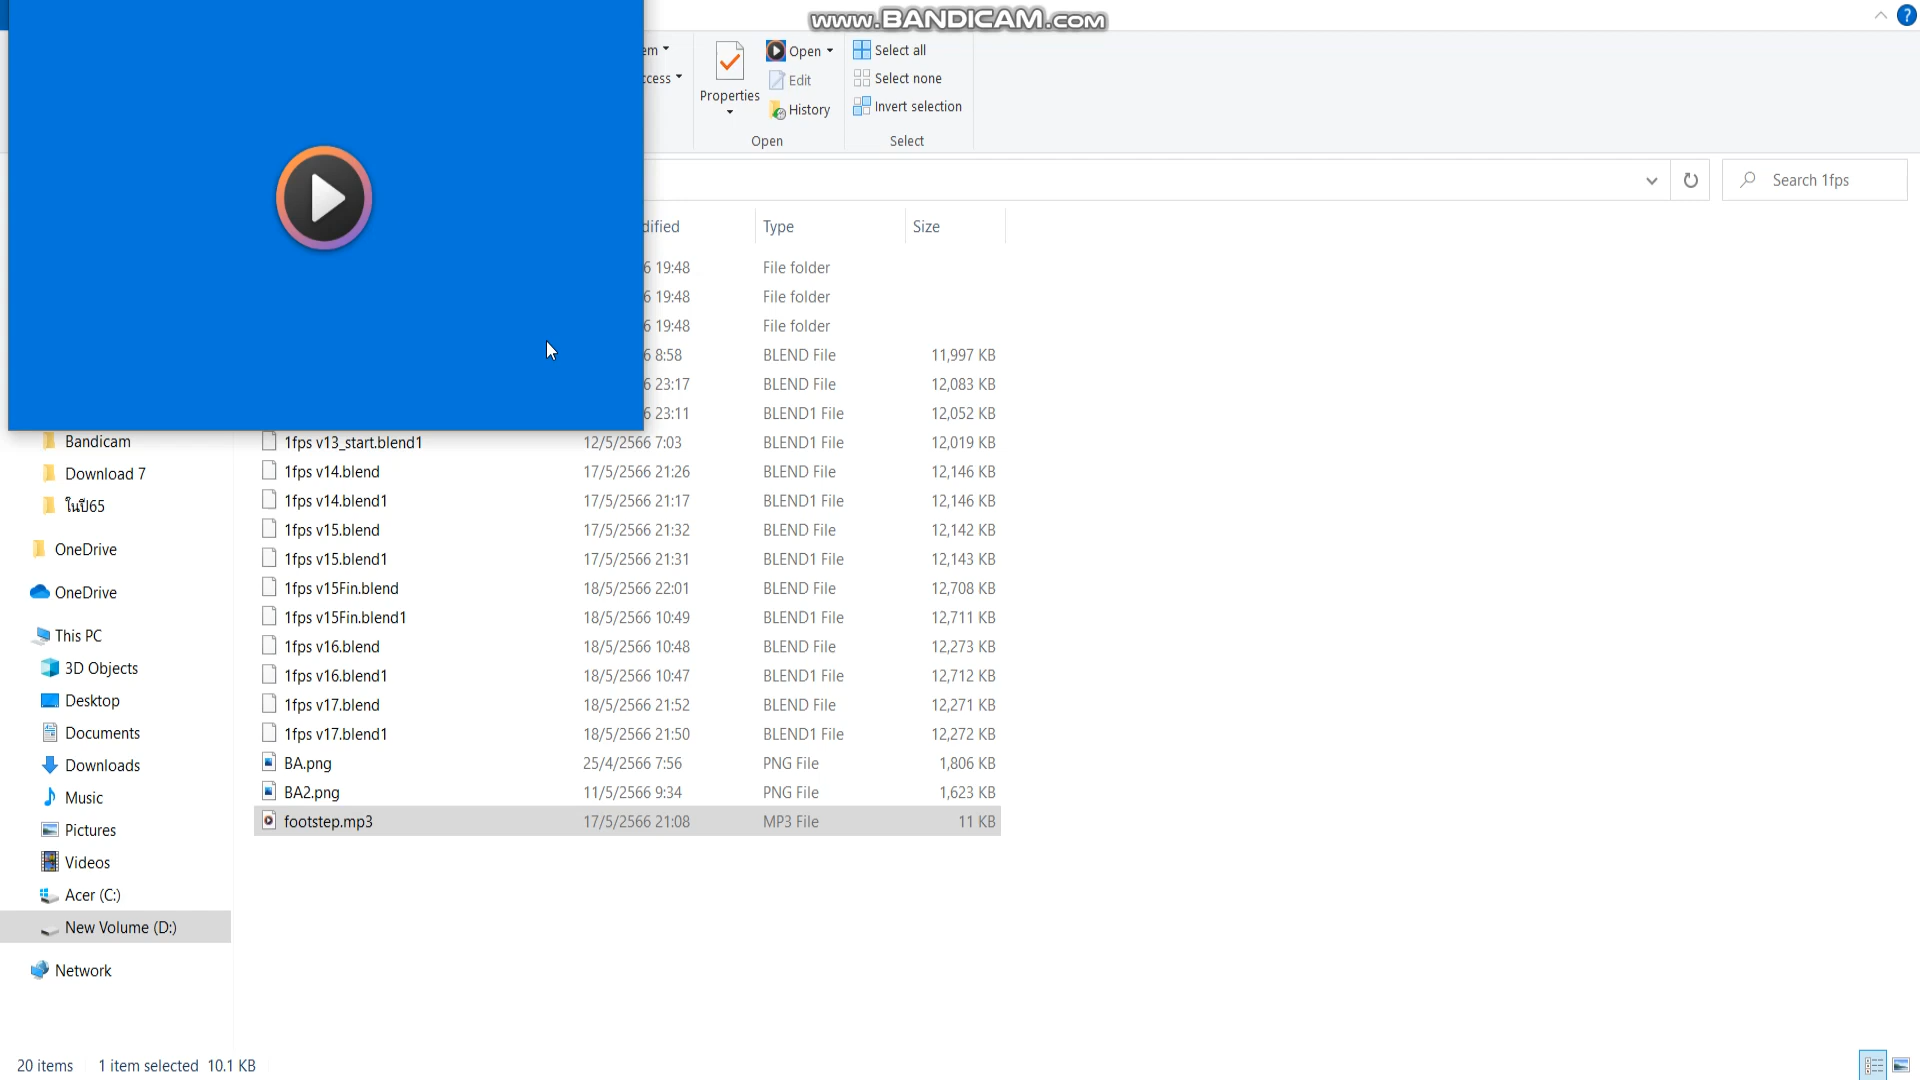 www.BANDICAM.com
em
ccess
Properties
Open
Edit
History
Open
Select all
Select none
Invert selection
Select
Search 1fps
dified Type Size
6 19:48 File folder
6 19:48 File folder
6 19:48 File folder
6 8:58 BLEND File 11,997 KB
6 23:17 BLEND File 12,083 KB
6 23:11 BLEND1 File 12,052 KB
1fps v13_start.blend1 12/5/2566 7:03 BLEND1 File 12,019 KB
1fps v14.blend 17/5/2566 21:26 BLEND File 12,146 KB
1fps v14.blend1 17/5/2566 21:17 BLEND1 File 12,146 KB
1fps v15.blend 17/5/2566 21:32 BLEND File 12,142 KB
1fps v15.blend1 17/5/2566 21:31 BLEND1 File 12,143 KB
1fps v15Fin.blend 18/5/2566 22:01 BLEND File 12,708 KB
1fps v15Fin.blend1 18/5/2566 10:49 BLEND1 File 12,711 KB
1fps v16.blend 18/5/2566 10:48 BLEND File 12,273 KB
1fps v16.blend1 18/5/2566 10:47 BLEND1 File 12,712 KB
1fps v17.blend 18/5/2566 21:52 BLEND File 12,271 KB
1fps v17.blend1 18/5/2566 21:50 BLEND1 File 12,272 KB
BA.png 25/4/2566 7:56 PNG File 1,806 KB
BA2.png 11/5/2566 9:34 PNG File 1,623 KB
footstep.mp3 17/5/2566 21:08 MP3 File 11 KB
Bandicam
Download 7
ในปี65
OneDrive
OneDrive
This PC
3D Objects
Desktop
Documents
Downloads
Music
Pictures
Videos
Acer (C:)
New Volume (D:)
Network
20 items 1 item selected 10.1 KB